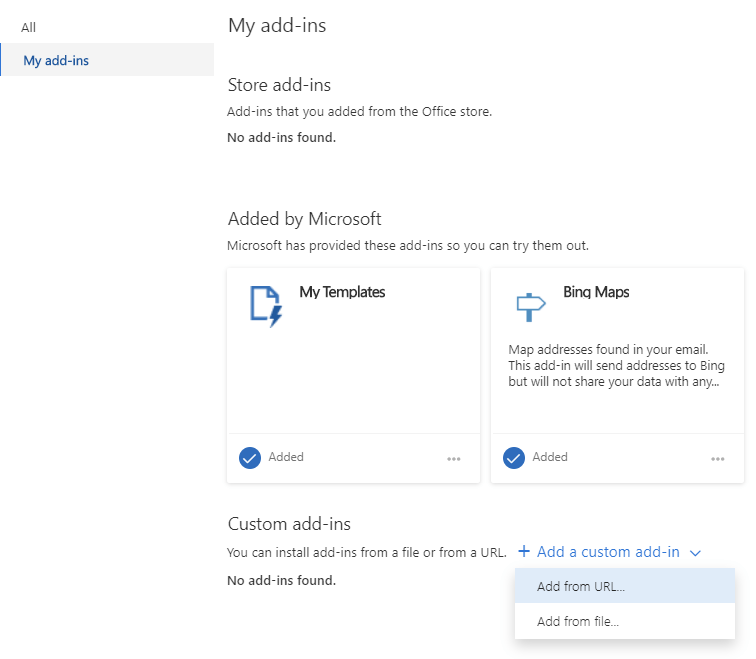 All
My add-ins
My add-ins
Store add-ins
Add-ins that you added from the Office store.
No add-ins found.
Added by Microsoft
Microsoft has provided these add-ins so you can try them out.
My Templates
Added
Bing Maps
Map addresses found in your email.
This add-in will send addresses to Bing
but will not share your data with any...
Added
Custom add-ins
You can install add-ins from a file or from a URL. + Add a custom add-in
No add-ins found.
Add from URL...
Add from file...